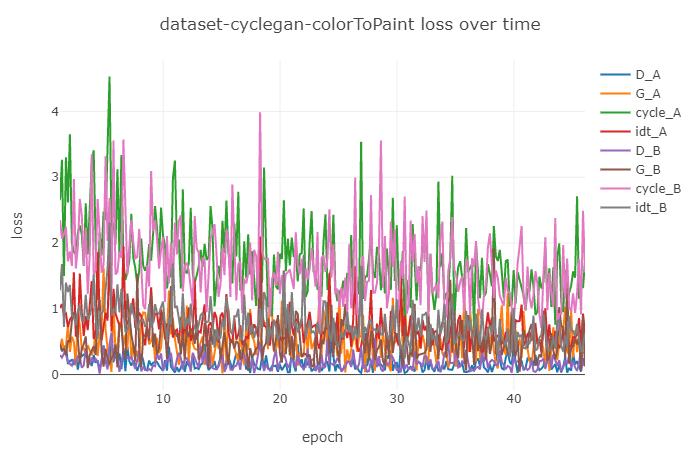 dataset-cyclegan-colorToPaint loss over time
D_A
G_A
cycle_A
idt_A
D_B
G_B
cycle_B
idt_B
4
3
2
1
0
loss
10
20
30
40
epoch